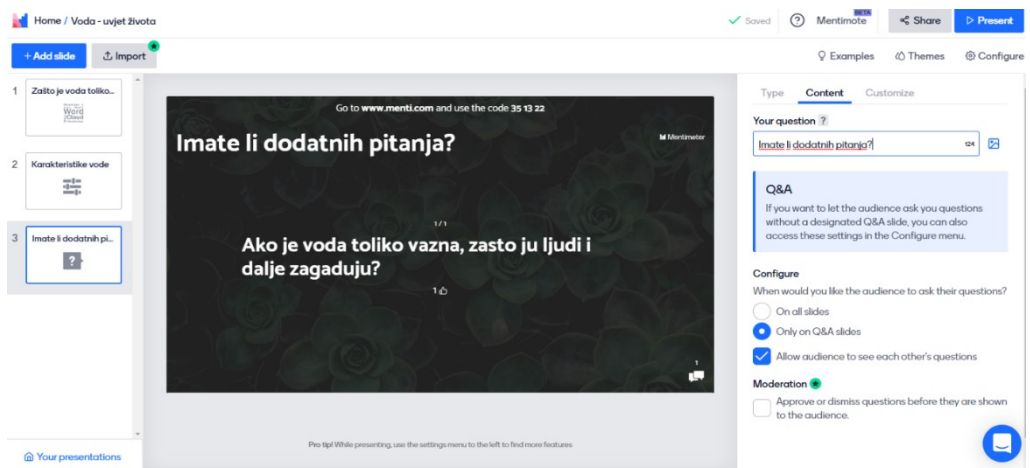 Home / Voda - uvjet života
Saved
?
Mentimote
BETA
Share
Present
+ Add slide
Import
Examples
Themes
Configure
1
Zašto je voda toliko...
Word
Cloud
2
Karakteristike vode
3
Imate li dodatnih pi...
?
Your presentations
Go to www.menti.com and use the code 35 13 22
Imate li dodatnih pitanja?
Mentimeter
1 / 1
Ako je voda toliko vazna, zasto ju ljudi i
dalje zagaduju?
1
1
Pro tip! While presenting, use the settings menu to the left to find more features
Type
Content
Customize
Your question ?
Imate li dodatnih pitanja?
124
Q&A
If you want to let the audience ask you questions
without a designated Q&A slide, you can also
access these settings in the Configure menu.
Configure
When would you like the audience to ask their questions?
On all slides
Only on Q&A slides
Allow audience to see each other's questions
Moderation
Approve or dismiss questions before they are shown
to the audience.